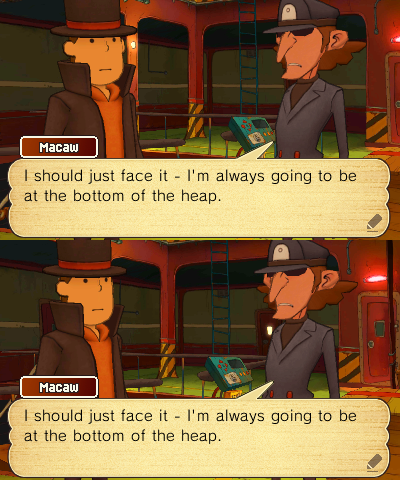 Macaw
I should just face it - I'm always going to be
at the bottom of the heap.
Macaw
I should just face it - I'm always going to be
at the bottom of the heap.